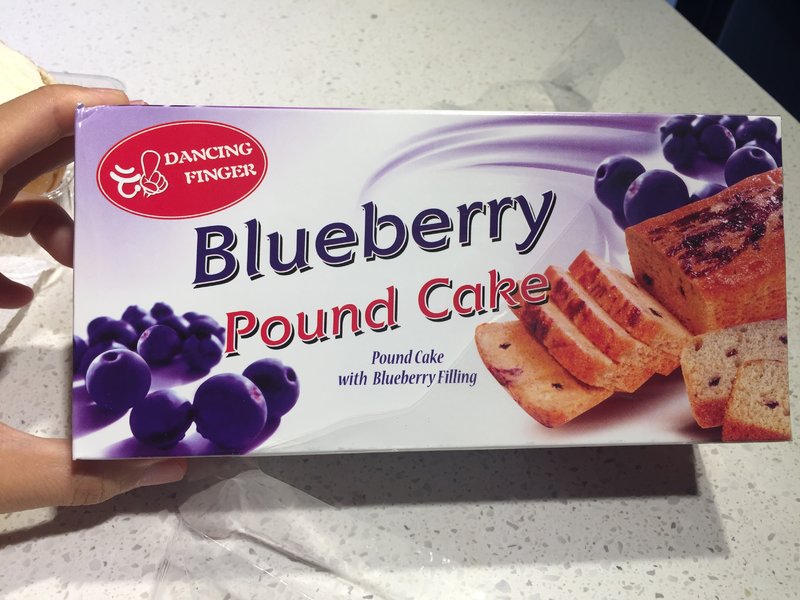 DANCING
FINGER
Blueberry
Pound Cake
Pound Cake
with Blueberry Filling